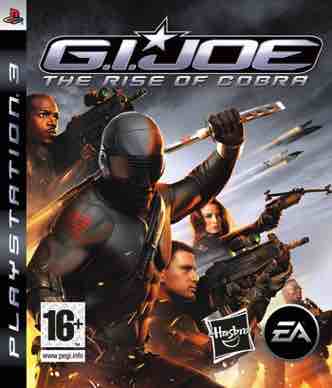 PLAYSTATION 3
G.I.JOE
THE RISE OF COBRA
16+
www.pegi.info
Hasbro
EA